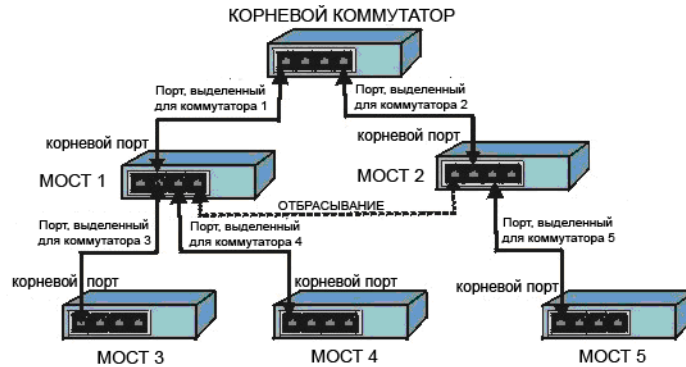 КОРНЕВОЙ КОММУТАТОР
Порт, выделенный
для коммутатора 1
Порт, выделенный
для коммутатора 2
корневой порт
корневой порт
МОСТ 1
МОСТ 2
ОТБРАСЫВАНИЕ
Порт, выделенный
для коммутатора 3
Порт, выделенный
для коммутатора 4
Порт, выделенный
для коммутатора 5
корневой порт
корневой порт
корневой порт
МОСТ 3
МОСТ 4
МОСТ 5